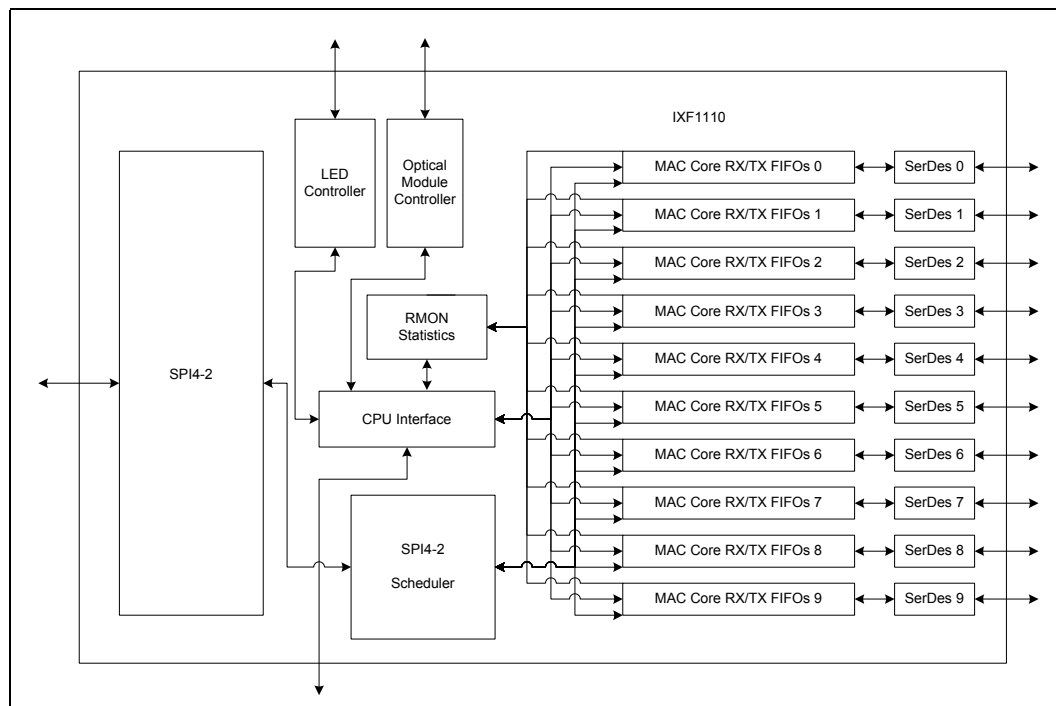 IXF1110
LED
Controller
Optical
Module
Controller
SPI4-2
RMON
Statistics
CPU Interface
SPI4-2
Scheduler
MAC Core RX/TX FIFOs 0
SerDes 0
MAC Core RX/TX FIFOs 1
SerDes 1
MAC Core RX/TX FIFOs 2
SerDes 2
MAC Core RX/TX FIFOs 3
SerDes 3
MAC Core RX/TX FIFOs 4
SerDes 4
MAC Core RX/TX FIFOs 5
SerDes 5
MAC Core RX/TX FIFOs 6
SerDes 6
MAC Core RX/TX FIFOs 7
SerDes 7
MAC Core RX/TX FIFOs 8
SerDes 8
MAC Core RX/TX FIFOs 9
SerDes 9